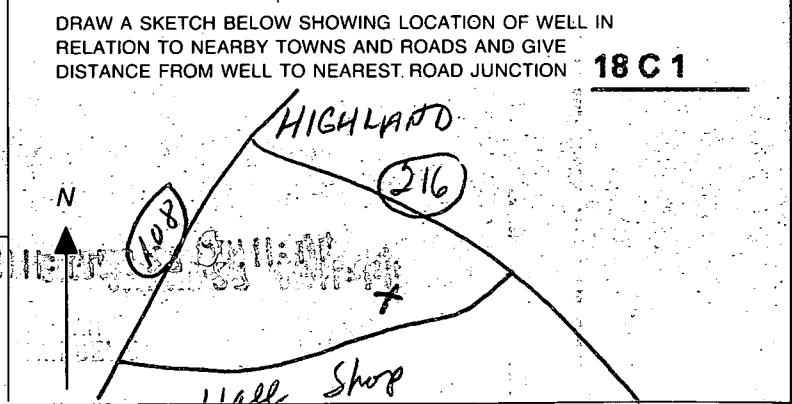 DRAW A SKETCH BELOW SHOWING LOCATION OF WELL IN
RELATION TO NEARBY TOWNS AND ROADS AND GIVE
DISTANCE FROM WELL TO NEAREST ROAD JUNCTION 18 C 1
HIGHLAND
216
N
108
Hall Shop